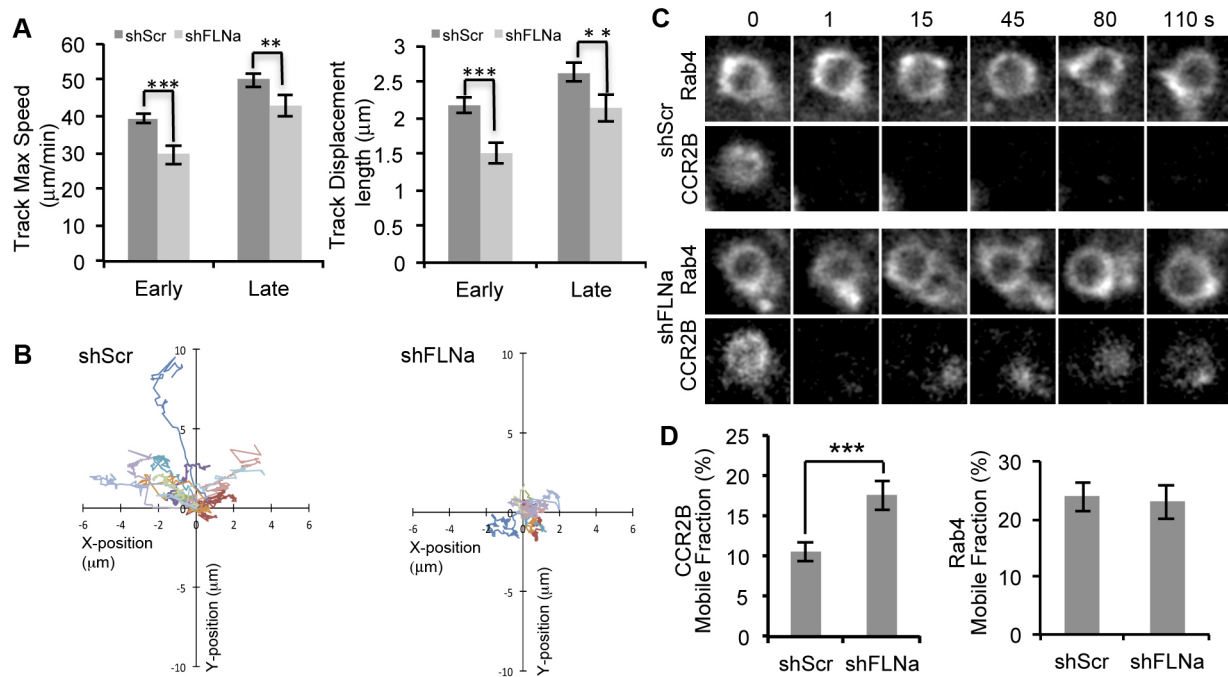 A
shScr shFLNa
Track Max Speed
(μm/min)
60
50
40
30
20
10
0
***
**
Early Late
shScr shFLNa
Track Displacement
length (μm)
3
2.5
2
1.5
1
0.5
0
***
* *
Early Late
B
shScr
10
5
0
-5
-10
-6 -4 -2 0 2 4 6
X-position
(μm)
Y-position (μm)
shFLNa
10
5
0
-5
-10
-6 -4 -2 0 2 4 6
X-position
(μm)
Y-position (μm)
C
0 1 15 45 80 110 s
shScr
Rab4
CCR2B
shFLNa
Rab4
CCR2B
D
CCR2B
Mobile Fraction (%)
25
20
15
10
5
0
***
shScr shFLNa
Rab4
Mobile Fraction (%)
30
20
10
0
shScr shFLNa